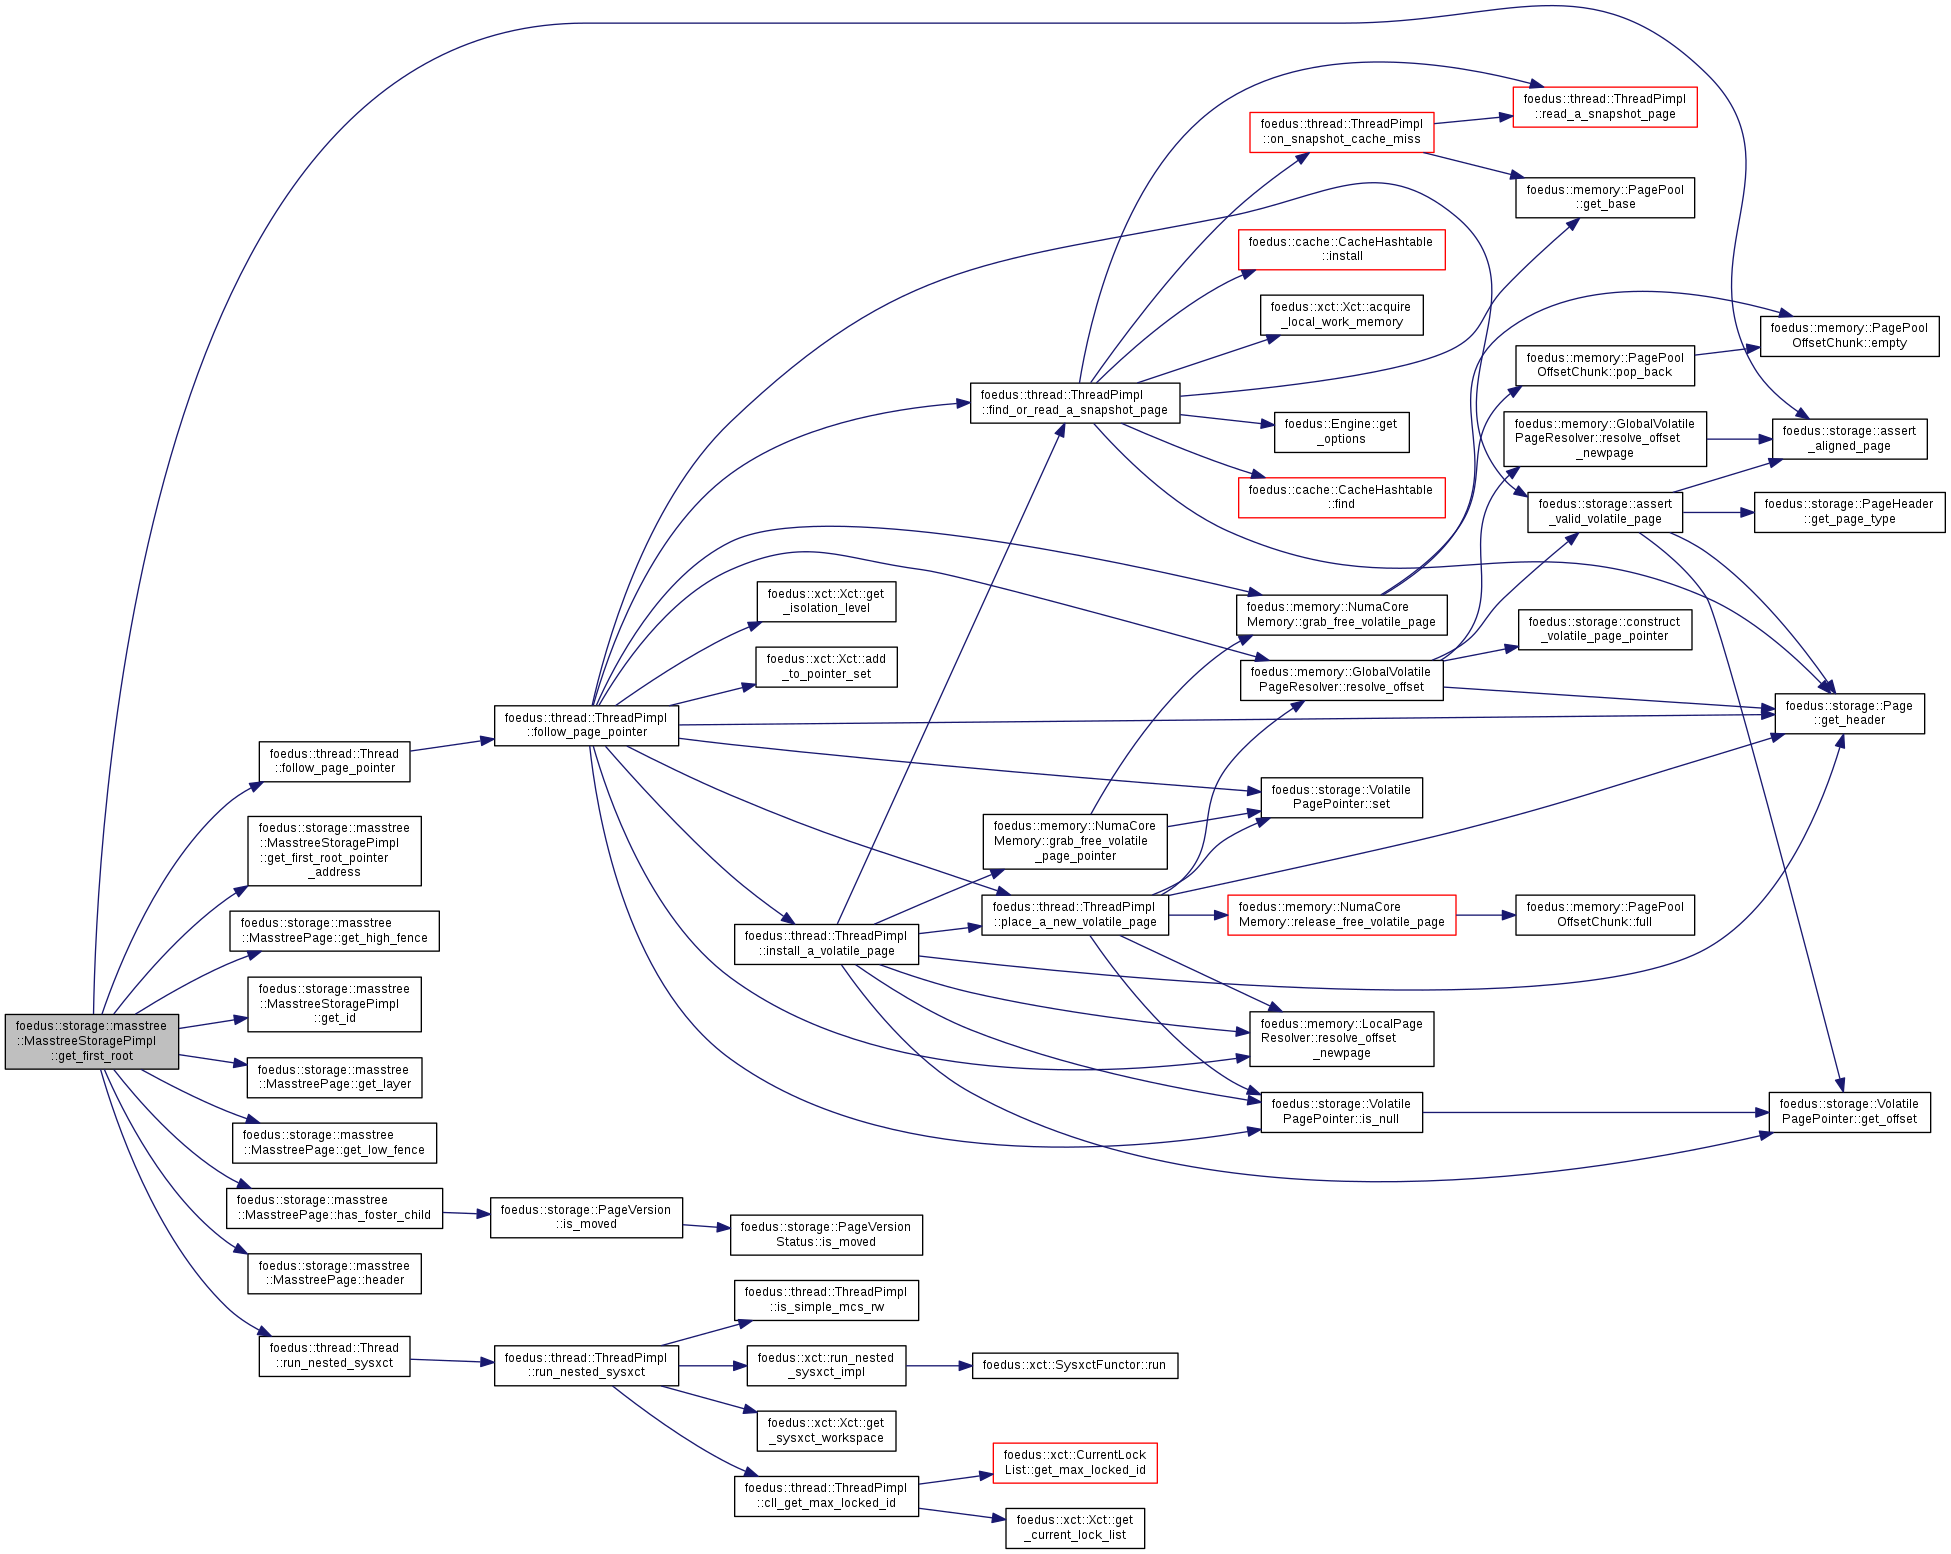 foedus::storage::masstree
::MasstreeStoragePimpl
::get_first_root
foedus::thread::Thread
::follow_page_pointer
foedus::storage::masstree
::MasstreeStoragePimpl
::get_first_root_pointer
_address
foedus::storage::masstree
::MasstreePage::get_high_fence
foedus::storage::masstree
::MasstreeStoragePimpl
::get_id
foedus::storage::masstree
::MasstreePage::get_layer
foedus::storage::masstree
::MasstreePage::get_low_fence
foedus::storage::masstree
::MasstreePage::has_foster_child
foedus::storage::masstree
::MasstreePage::header
foedus::thread::Thread
::run_nested_sysxct
foedus::thread::ThreadPimpl
::follow_page_pointer
foedus::storage::PageVersion
::is_moved
foedus::thread::ThreadPimpl
::run_nested_sysxct
foedus::xct::Xct::get
_isolation_level
foedus::xct::Xct::add
_to_pointer_set
foedus::thread::ThreadPimpl
::install_a_volatile_page
foedus::storage::PageVersion
Status::is_moved
foedus::thread::ThreadPimpl
::is_simple_mcs_rw
foedus::xct::run_nested
_sysxct_impl
foedus::xct::Xct::get
_sysxct_workspace
foedus::thread::ThreadPimpl
::cll_get_max_locked_id
foedus::thread::ThreadPimpl
::find_or_read_a_snapshot_page
foedus::memory::NumaCore
Memory::grab_free_volatile
_page_pointer
foedus::thread::ThreadPimpl
::place_a_new_volatile_page
foedus::xct::SysxctFunctor::run
foedus::xct::CurrentLock
List::get_max_locked_id
foedus::xct::Xct::get
_current_lock_list
foedus::thread::ThreadPimpl
::on_snapshot_cache_miss
foedus::cache::CacheHashtable
::install
foedus::xct::Xct::acquire
_local_work_memory
foedus::Engine::get
_options
foedus::cache::CacheHashtable
::find
foedus::memory::NumaCore
Memory::grab_free_volatile_page
foedus::memory::GlobalVolatile
PageResolver::resolve_offset
foedus::storage::Volatile
PagePointer::set
foedus::memory::NumaCore
Memory::release_free_volatile_page
foedus::memory::LocalPage
Resolver::resolve_offset
_newpage
foedus::storage::Volatile
PagePointer::is_null
foedus::thread::ThreadPimpl
::read_a_snapshot_page
foedus::memory::PagePool
::get_base
foedus::memory::PagePool
OffsetChunk::pop_back
foedus::memory::GlobalVolatile
PageResolver::resolve_offset
_newpage
foedus::storage::assert
_valid_volatile_page
foedus::storage::construct
_volatile_page_pointer
foedus::memory::PagePool
OffsetChunk::full
foedus::memory::PagePool
OffsetChunk::empty
foedus::storage::assert
_aligned_page
foedus::storage::PageHeader
::get_page_type
foedus::storage::Page
::get_header
foedus::storage::Volatile
PagePointer::get_offset